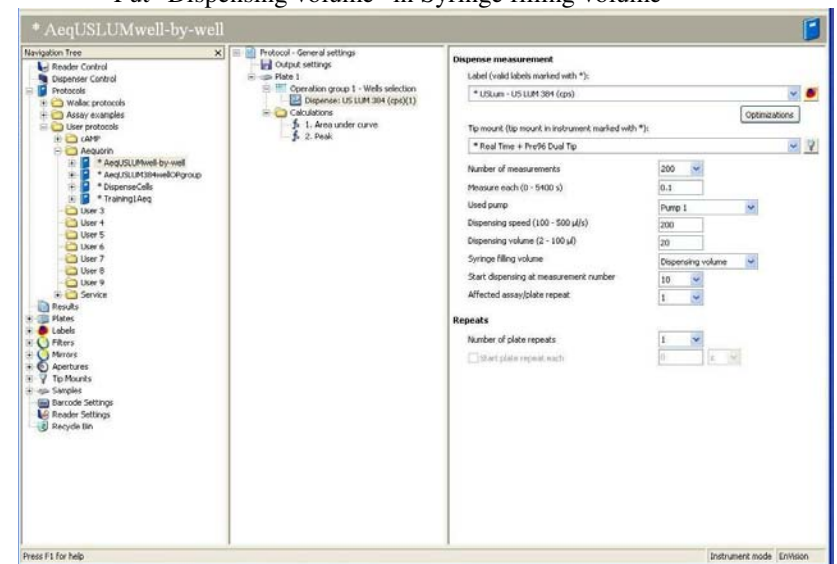 Put "Dispensing volume" in Syringe filling volume
* AeqUSLUMwell-by-well
Navigation Tree
Reader Control
Dispenser Control
Protocols
Wallac protocols
Assay examples
User protocols
cAMP
Aequorin
* AeqUSLUMwell-by-well
* AeqUSLUM384wellOPgroup
* DispenseCells
* Training1Aeq
User 3
User 4
User 5
User 6
User 7
User 8
User 9
Service
Results
Plates
Labels
Filters
Mirrors
Apertures
Tip Mounts
Samples
Barcode Settings
Reader Settings
Recycle Bin
Protocol - General settings
Output settings
Plate 1
Operation group 1 - Wells selection
Dispense: US LUM 384 (cps)(1)
Calculations
1. Area under curve
2. Peak
Dispense measurement
Label (valid labels marked with *):
* USLum - US LUM 384 (cps)
Optimizations
Tip mount (tip mount in instrument marked with *):
* Real Time + Pre96 Dual Tip
Number of measurements 200
Measure each (0 - 5400 s) 0.1
Used pump Pump 1
Dispensing speed (100 - 500 µl/s) 200
Dispensing volume (2 - 100 µl) 20
Syringe filling volume Dispensing volume
Start dispensing at measurement number 10
Affected assay/plate repeat 1
Repeats
Number of plate repeats 1
Start plate repeat each 0 s
Press F1 for help
Instrument mode EnVision